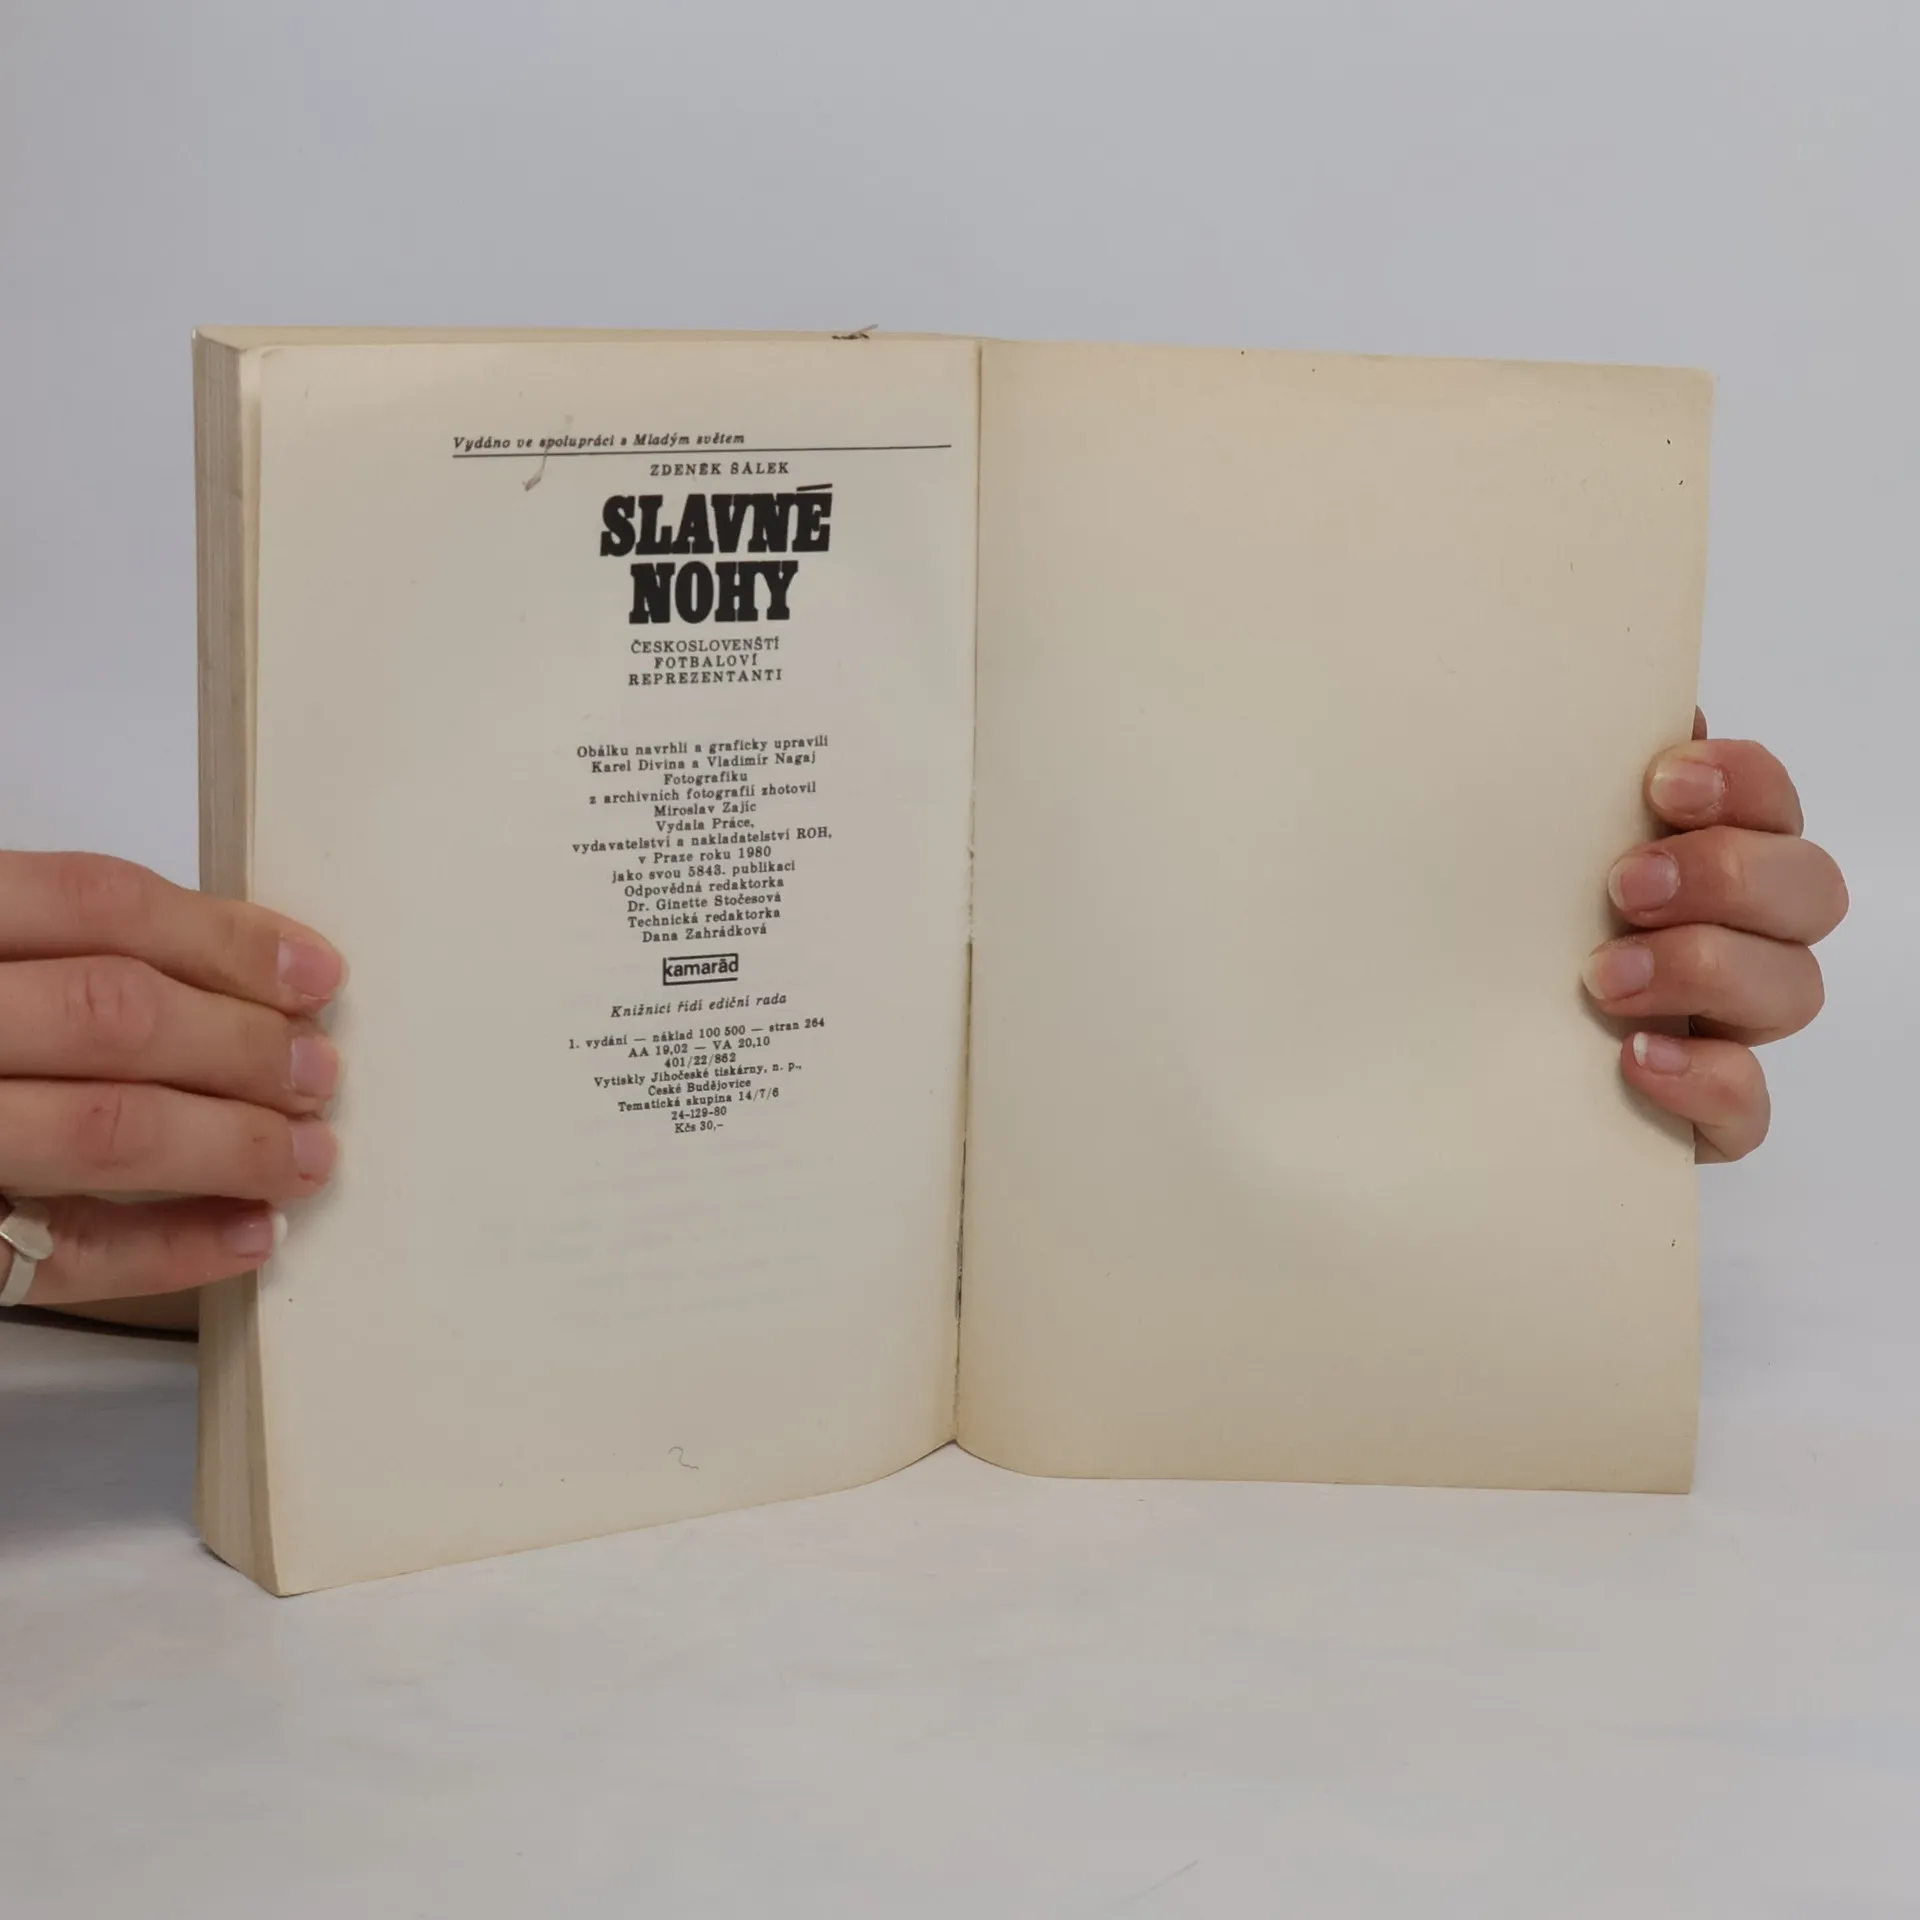 Vydáno ve spolupráci s Mladým světem
ZDENĚK ŠÁLEK
SLAVNÉ
NOHY
ČESKOSLOVENŠTÍ
FOTBALOVÍ
REPREZENTANTI
Obálku navrhli a graficky upravili
Karel Divina a Vladimír Nagaj
Fotografiku
z archivních fotografií zhotovil
Miroslav Zajíc
Vydala Práce,
vydavatelství a nakladatelství ROH,
v Praze roku 1980
jako svou 5843. publikaci
Odpovědná redaktorka
Dr. Ginette Stočesová
Technická redaktorka
Dana Zahrádková
kamarád
Knižnici řídí ediční rada
1. vydání — náklad 100 500 — stran 264
AA 19,02 — VA 20,10
401/22/862
Vytiskly Jihočeské tiskárny, n. p.,
České Budějovice
Tematická skupina 14/7/6
24-129-80
Kčs 30,-